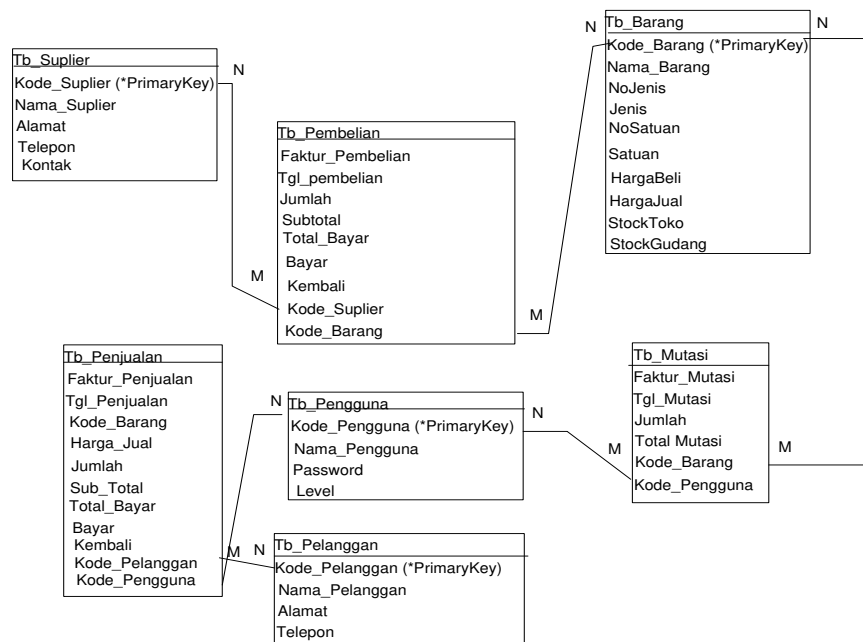 Tb_Suplier
Kode_Suplier (*PrimaryKey)
Nama_Suplier
Alamat
Telepon
Kontak
N
M
Tb_Pembelian
Faktur_Pembelian
Tgl_pembelian
Jumlah
Subtotal
Total_Bayar
Bayar
Kembali
Kode_Suplier
Kode_Barang
N
M
Tb_Barang
N
Kode_Barang (*PrimaryKey)
Nama_Barang
NoJenis
Jenis
NoSatuan
Satuan
HargaBeli
HargaJual
StockToko
StockGudang
Tb_Penjualan
Faktur_Penjualan
Tgl_Penjualan
Kode_Barang
Harga_Jual
Jumlah
Sub_Total
Total_Bayar
Bayar
Kembali
Kode_Pelanggan
Kode_Pengguna
N
M
N
Tb_Pengguna
Kode_Pengguna (*PrimaryKey)
Nama_Pengguna
Password
Level
N
M
Tb_Pelanggan
Kode_Pelanggan (*PrimaryKey)
Nama_Pelanggan
Alamat
Telepon
Tb_Mutasi
Faktur_Mutasi
Tgl_Mutasi
Jumlah
Total Mutasi
Kode_Barang
Kode_Pengguna
M